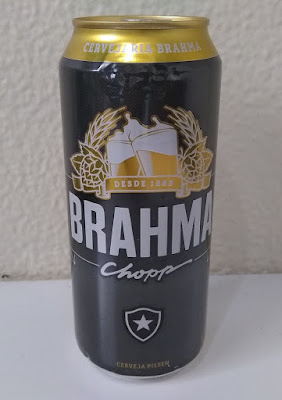 CERVEJARIA BRAHMA
DESDE 1888
BRAHMA
Chopp
CERVEJA PILSEN